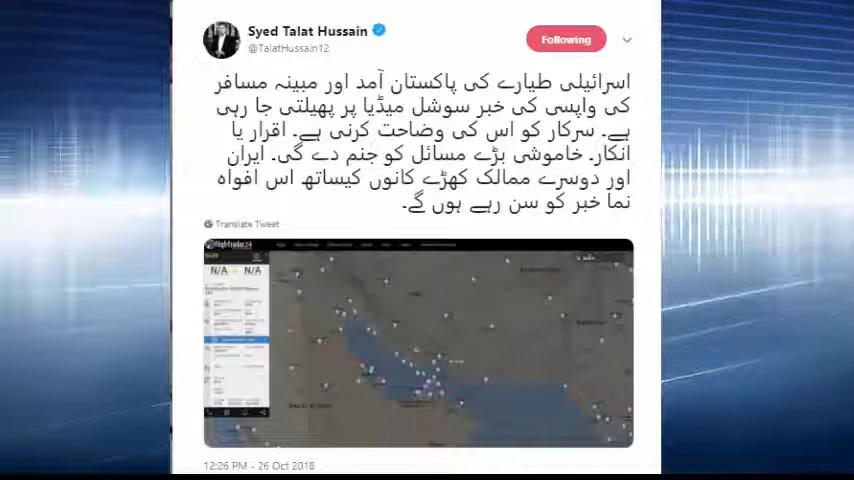 Syed Talat Hussain
@TalatHussain12
Following
اسرائیلی طیارے کی پاکستان آمد اور مبینہ مسافر
کی واپسی کی خبر سوشل میڈیا پر پھیلتی جا رہی
ہے۔ سرکار کو اس کی وضاحت کرنی ہے۔ اقرار یا
انکار۔ خاموشی بڑے مسائل کو جنم دے گی۔ ایران
اور دوسرے ممالک کھڑے کانوں کیساتھ اس افواہ
نما خبر کو سن رہے ہوں گے۔
Translate Tweet
flightradar24
N/A N/A
12:26 PM - 26 Oct 2018